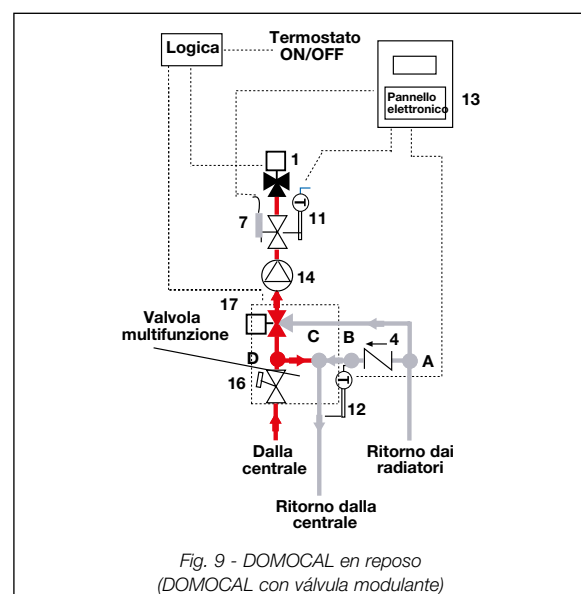 Logica
Termostato
ON/OFF
Pannello
elettronico
13
1
T
11
7
14
17
Valvola
multifunzione
C
B
4
D
A
T
16
12
Dalla
centrale
Ritorno dai
radiatori
Ritorno dalla
centrale
Fig. 9 - DOMOCAL en reposo
(DOMOCAL con válvula modulante)